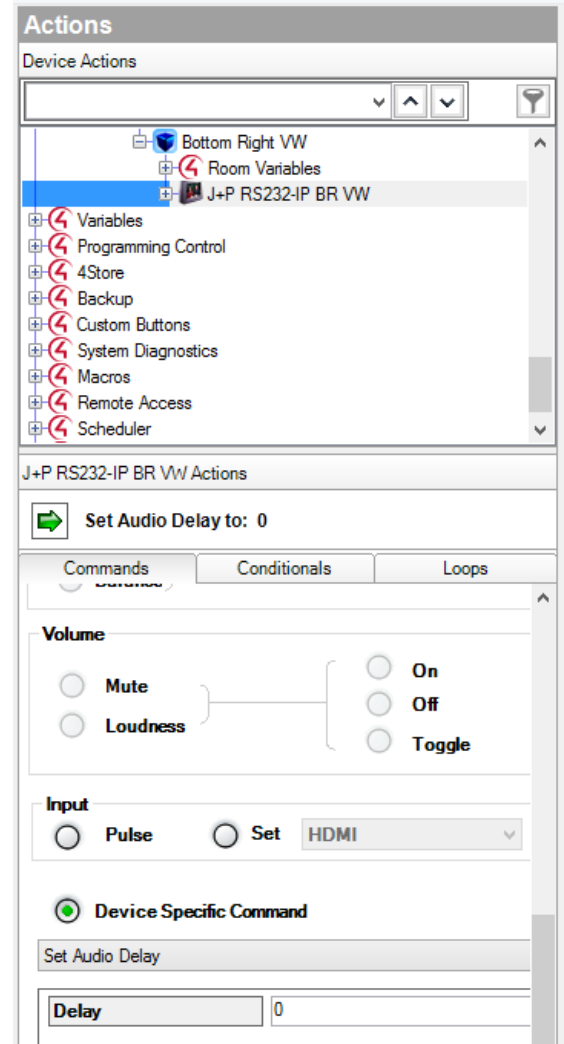 Actions
Device Actions
Bottom Right VW
Room Variables
J+P RS232-IP BR VW
Variables
Programming Control
4Store
Backup
Custom Buttons
System Diagnostics
Macros
Remote Access
Scheduler
J+P RS232-IP BR VW Actions
Set Audio Delay to: 0
Commands Conditionals Loops
Volume
Mute
Loudness
On
Off
Toggle
Input
Pulse Set HDMI
Device Specific Command
Set Audio Delay
Delay 0